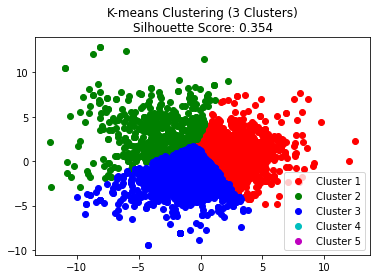 K-means Clustering (3 Clusters)
Silhouette Score: 0.354
10
5
0
−5
−10
−10
−5
0
5
10
Cluster 1
Cluster 2
Cluster 3
Cluster 4
Cluster 5